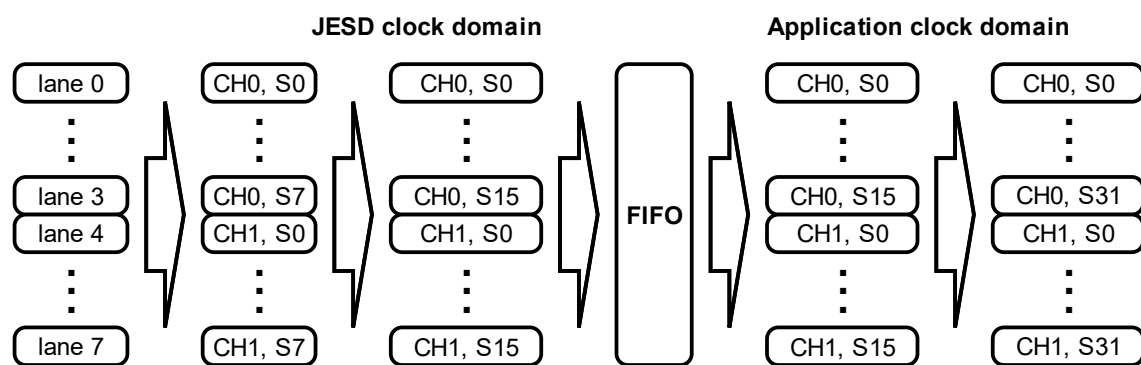 JESD clock domain
Application clock domain
lane 0
CH0, S0
CH0, S0
CH0, S0
CH0, S0
lane 3
CH0, S7
CH0, S15
FIFO
CH0, S15
CH0, S31
lane 4
CH1, S0
CH1, S0
CH1, S0
CH1, S0
lane 7
CH1, S7
CH1, S15
CH1, S15
CH1, S31